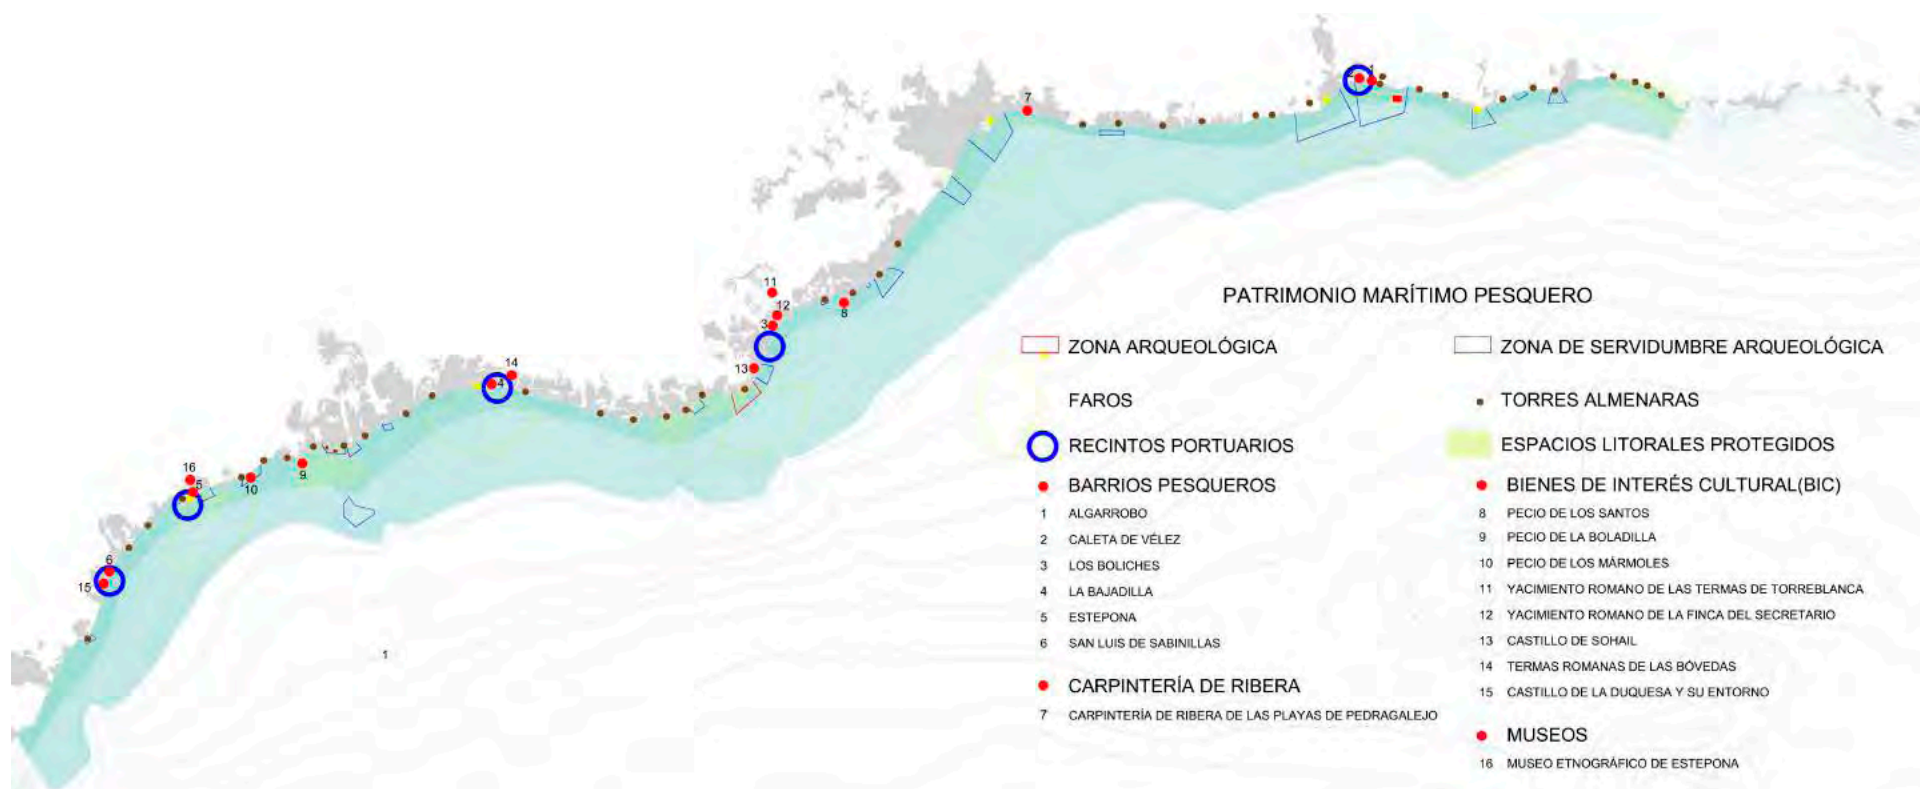 PATRIMONIO MARÍTIMO PESQUERO
ZONA ARQUEOLÓGICA
FAROS
RECINTOS PORTUARIOS
BARRIOS PESQUEROS
1 ALGARROBO
2 CALETA DE VÉLEZ
3 LOS BOLICHES
4 LA BAJADILLA
5 ESTEPONA
6 SAN LUIS DE SABINILLAS
CARPINTERÍA DE RIBERA
7 CARPINTERÍA DE RIBERA DE LAS PLAYAS DE PEDRAGALEJO
ZONA DE SERVIDUMBRE ARQUEOLÓGICA
TORRES ALMENARAS
ESPACIOS LITORALES PROTEGIDOS
BIENES DE INTERÉS CULTURAL(BIC)
8 PECIO DE LOS SANTOS
9 PECIO DE LA BOLADILLA
10 PECIO DE LOS MÁRMOLES
11 YACIMIENTO ROMANO DE LAS TERMAS DE TORREBLANCA
12 YACIMIENTO ROMANO DE LA FINCA DEL SECRETARIO
13 CASTILLO DE SOHAIL
14 TERMAS ROMANAS DE LAS BÓVEDAS
15 CASTILLO DE LA DUQUESA Y SU ENTORNO
MUSEOS
16 MUSEO ETNOGRÁFICO DE ESTEPONA
1
7
11
12
3
8
13
14
4
16
5
10
9
6
15
1